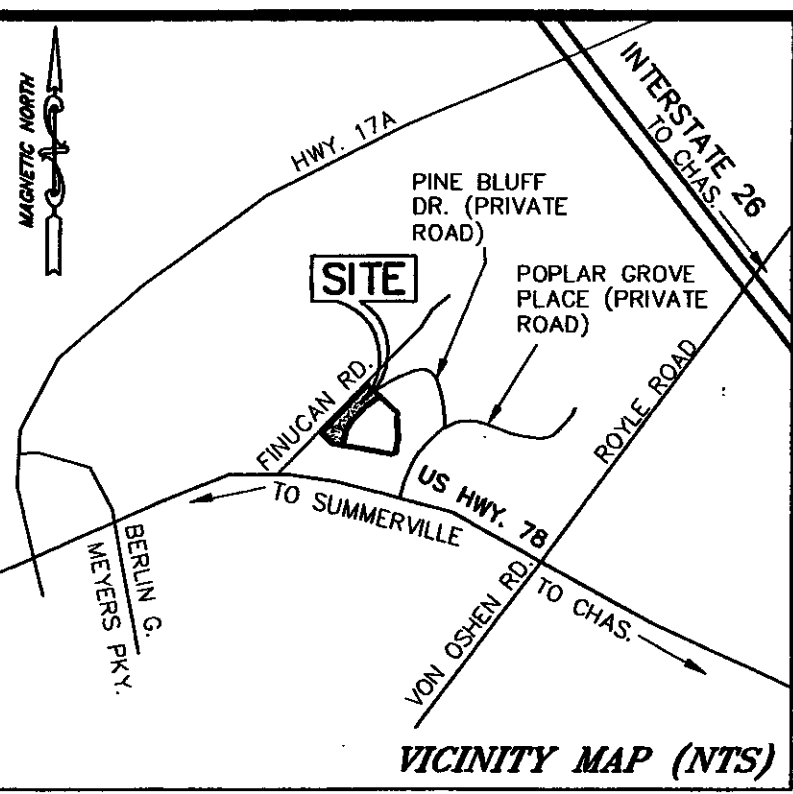 MAGNETIC NORTH
HWY. 17A
INTERSTATE 26
TO CHAS.
PINE BLUFF
DR. (PRIVATE
ROAD)
SITE
POPLAR GROVE
PLACE (PRIVATE
ROAD)
FINUCAN RD.
ROYLE ROAD
US HWY. 78
TO SUMMERVILLE
BERLIN G.
MEYERS PKY.
VON OSHEN RD.
TO CHAS.
VICINITY MAP (NTS)